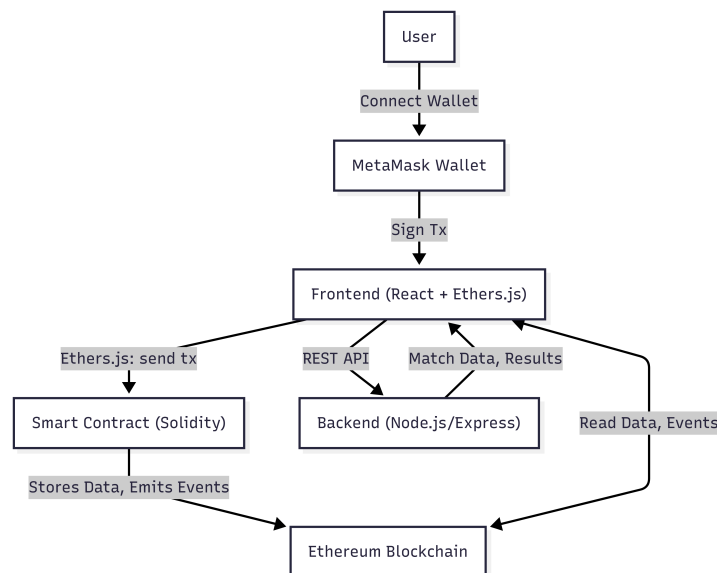 User
Connect Wallet
MetaMask Wallet
Sign Tx
Frontend (React + Ethers.js)
Ethers.js: send tx
REST API
Match Data, Results
Smart Contract (Solidity)
Backend (Node.js/Express)
Read Data, Events
Stores Data, Emits Events
Ethereum Blockchain